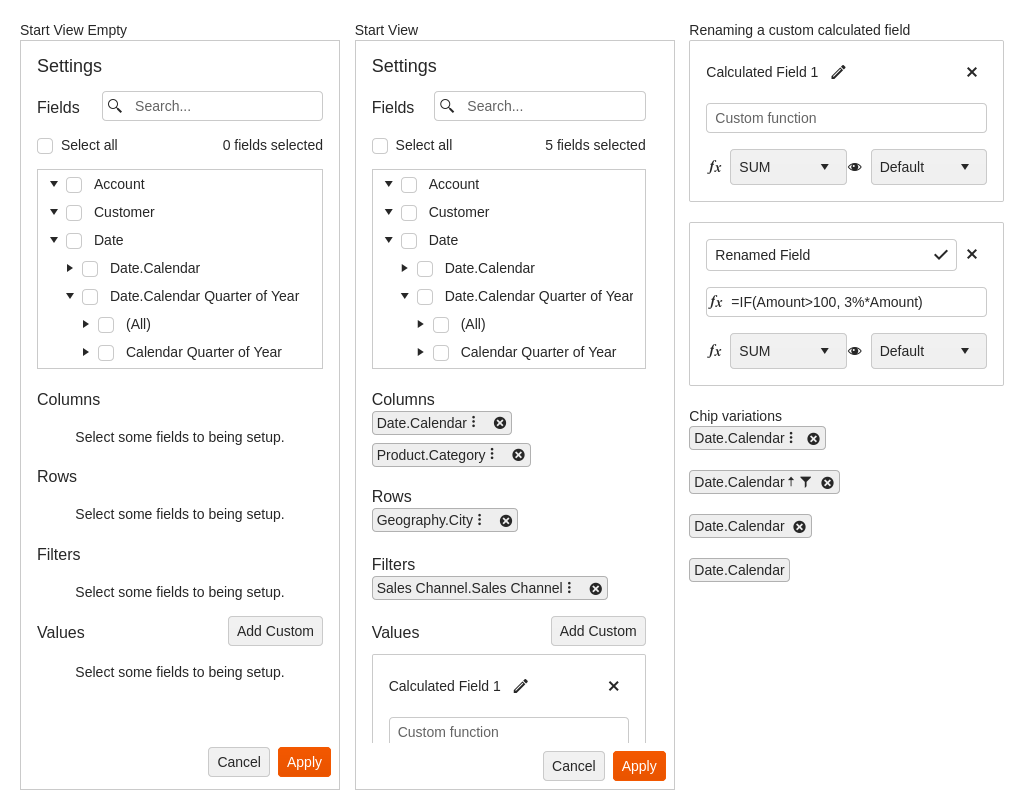 Start View Empty
Settings
Fields
Search...
Select all
0 fields selected
Account
Customer
Date
Date.Calendar
Date.Calendar Quarter of Year
(All)
Calendar Quarter of Year
Columns
Select some fields to being setup.
Rows
Select some fields to being setup.
Filters
Select some fields to being setup.
Values
Add Custom
Select some fields to being setup.
Cancel
Apply
Start View
Settings
Fields
Search...
Select all
5 fields selected
Account
Customer
Date
Date.Calendar
Date.Calendar Quarter of Year
(All)
Calendar Quarter of Year
Columns
Date.Calendar
Product.Category
Rows
Geography.City
Filters
Sales Channel.Sales Channel
Values
Add Custom
Calculated Field 1
Custom function
Cancel
Apply
Renaming a custom calculated field
Calculated Field 1
Custom function
fx SUM
Default
Renamed Field
fx =IF(Amount>100, 3%*Amount)
fx SUM
Default
Chip variations
Date.Calendar
Date.Calendar
Date.Calendar
Date.Calendar